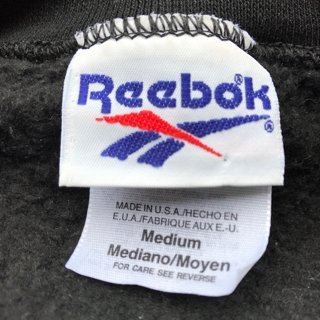 Reebok®
®
MADE IN U.S.A./HECHO EN
E.U.A./FABRIQUE AUX E.-U.
Medium
Mediano/Moyen
FOR CARE SEE REVERSE